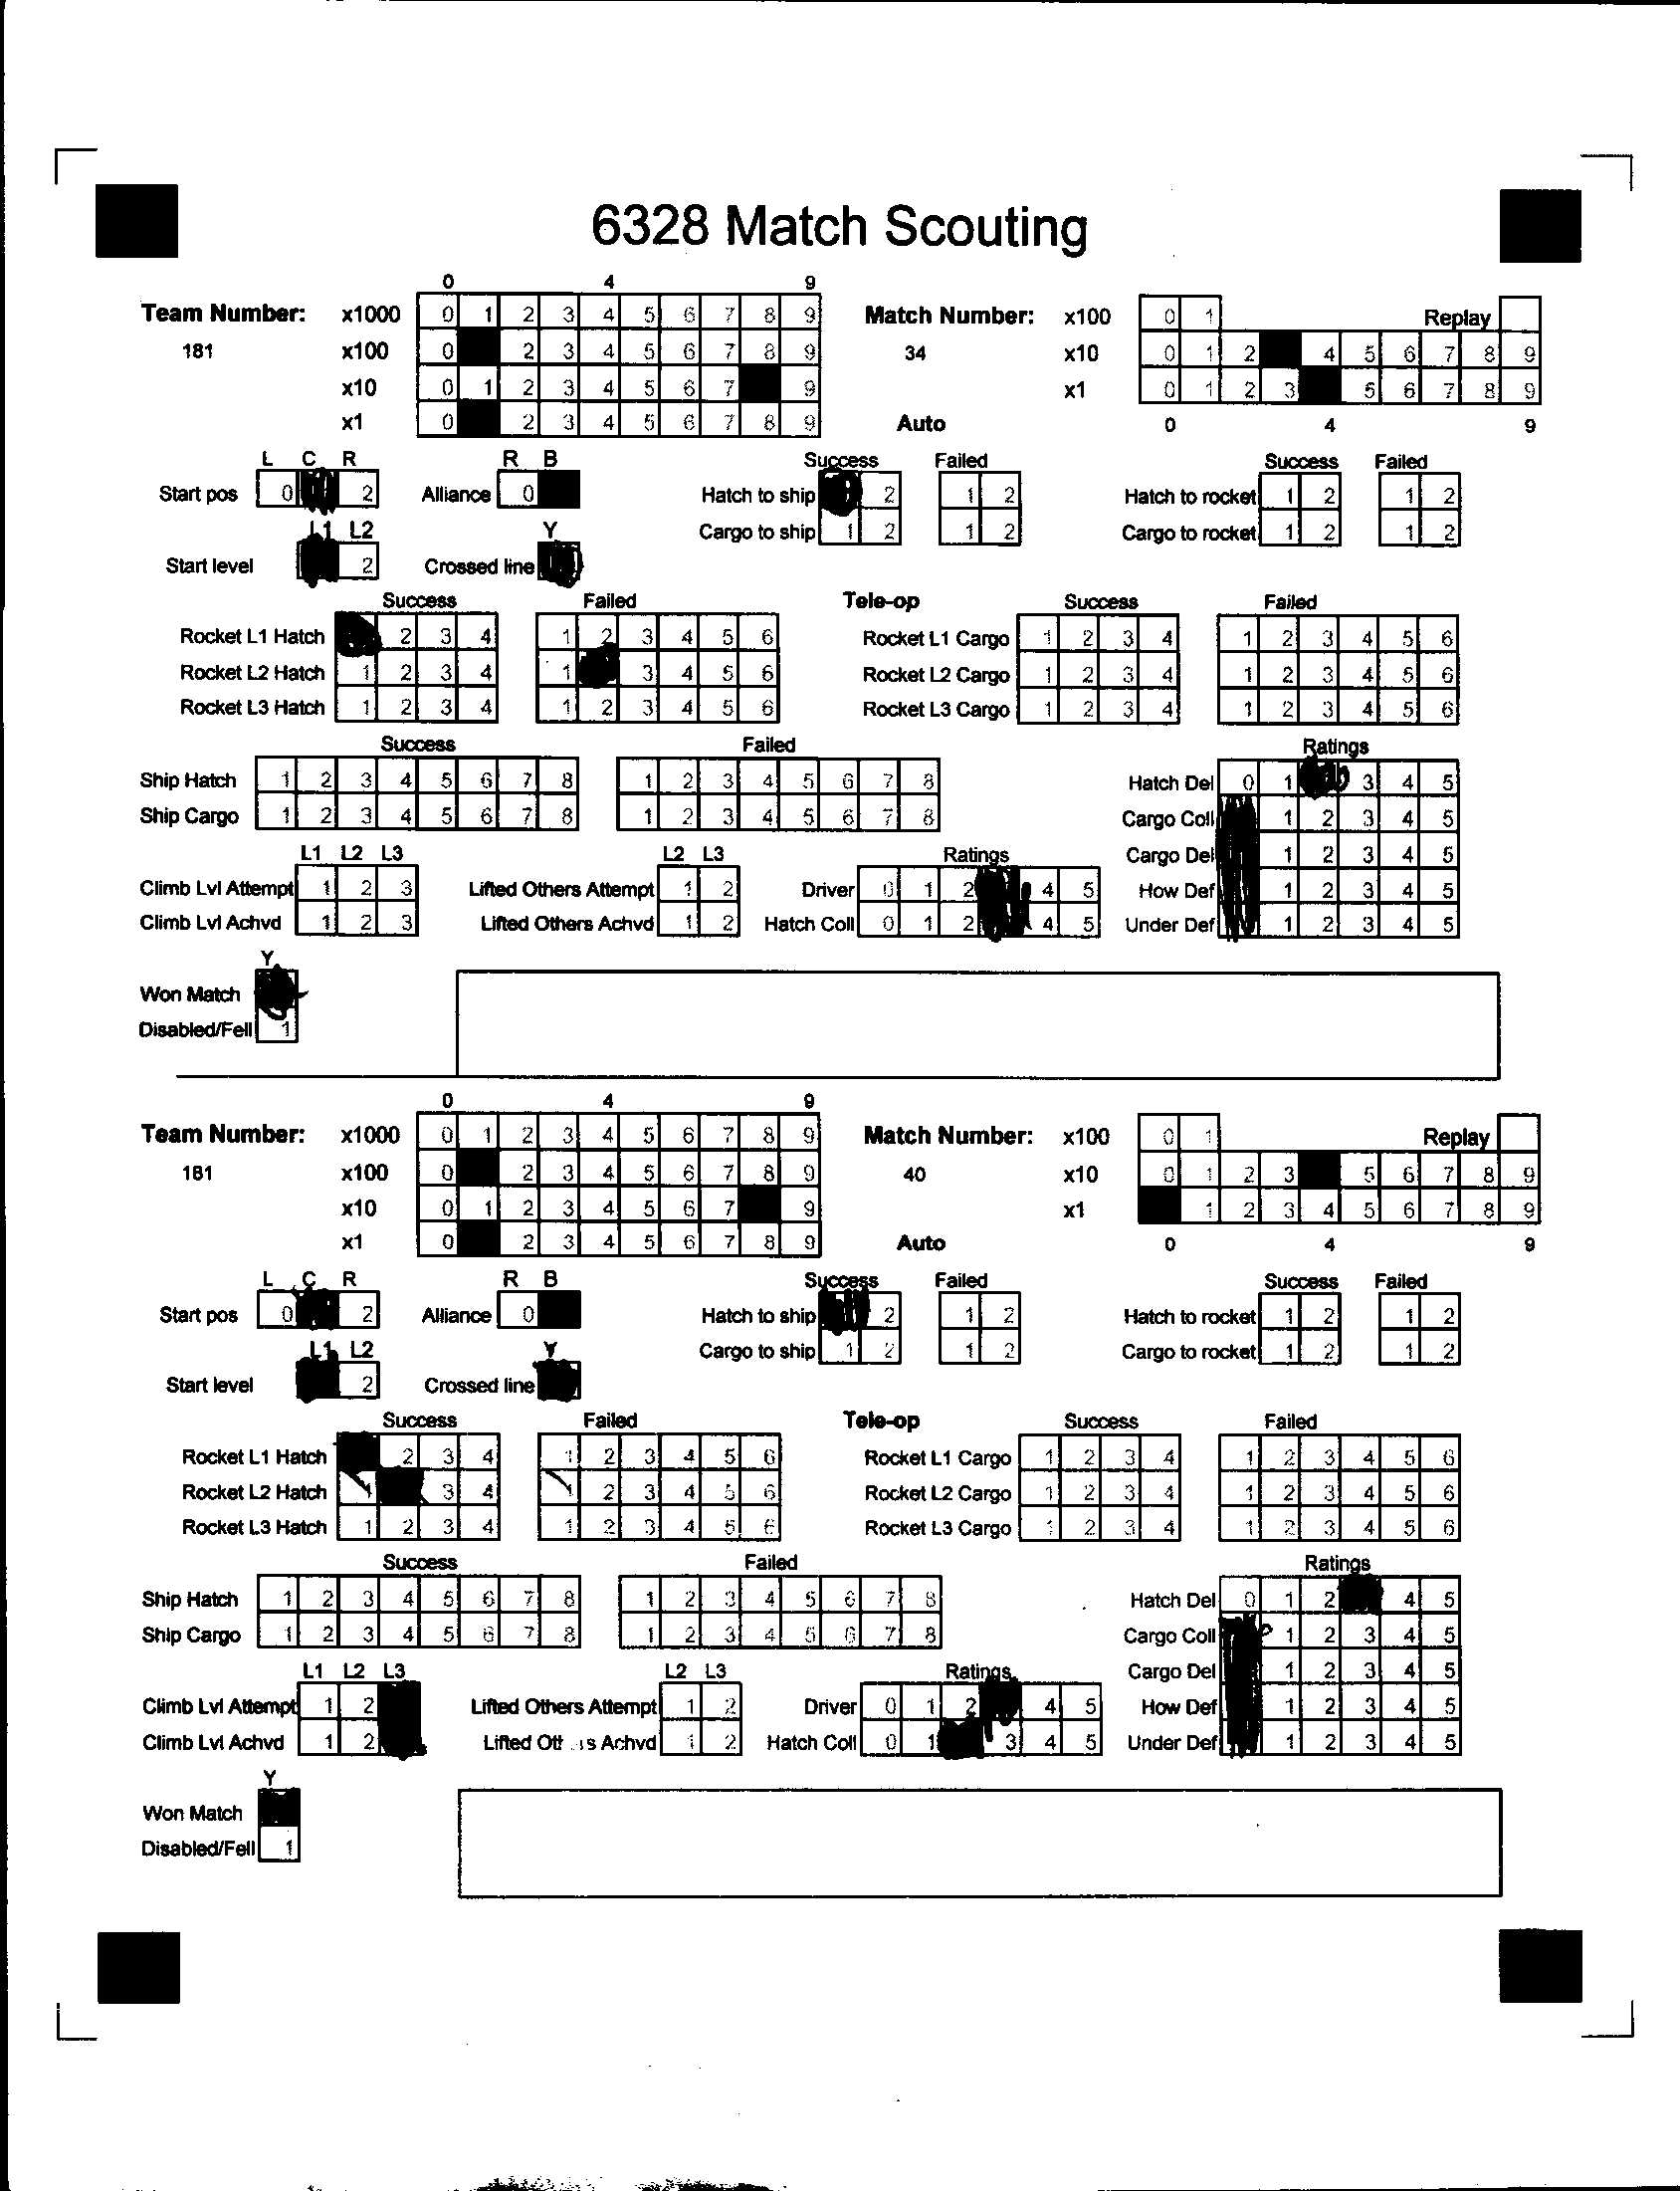 6328 Match Scouting
0 4 9
Team Number: x1000 0 1 2 3 4 5 6 7 8 9 Match Number: x100 0 1 Replay
181 x100 0 2 3 4 5 6 7 8 9 34 x10 0 1 2 4 5 6 7 8 9
x10 0 1 2 3 4 5 6 7 9 x1 0 1 2 3 5 6 7 8 9
x1 0 2 3 4 5 6 7 8 9 Auto 0 4 9
L C R R B Success Failed Success Failed
Start pos 0 2 Alliance 0 Hatch to ship 2 1 2 Hatch to rocket 1 2 1 2
L1 L2 Y Cargo to ship 1 2 1 2 Cargo to rocket 1 2 1 2
Start level 2 Crossed line
Success Failed Tele-op Success Failed
Rocket L1 Hatch 2 3 4 1 2 3 4 5 6 Rocket L1 Cargo 1 2 3 4 1 2 3 4 5 6
Rocket L2 Hatch 1 2 3 4 1 3 4 5 6 Rocket L2 Cargo 1 2 3 4 1 2 3 4 5 6
Rocket L3 Hatch 1 2 3 4 1 2 3 4 5 6 Rocket L3 Cargo 1 2 3 4 1 2 3 4 5 6
Success Failed Ratings
Ship Hatch 1 2 3 4 5 6 7 8 1 2 3 4 5 6 7 8 Hatch Del 0 1 3 4 5
Ship Cargo 1 2 3 4 5 6 7 8 1 2 3 4 5 6 7 8 Cargo Coll 1 2 3 4 5
L1 L2 L3 L2 L3 Ratings Cargo Del 1 2 3 4 5
Climb Lvl Attempt 1 2 3 Lifted Others Attempt 1 2 Driver 0 1 2 4 5 How Def 1 2 3 4 5
Climb Lvl Achvd 1 2 3 Lifted Others Achvd 1 2 Hatch Coll 0 1 2 4 5 Under Def 1 2 3 4 5
Y
Won Match
Disabled/Fell 1
0 4 9
Team Number: x1000 0 1 2 3 4 5 6 7 8 9 Match Number: x100 0 1 Replay
181 x100 0 2 3 4 5 6 7 8 9 40 x10 0 1 2 3 5 6 7 8 9
x10 0 1 2 3 4 5 6 7 9 x1 1 2 3 4 5 6 7 8 9
x1 0 2 3 4 5 6 7 8 9 Auto 0 4 9
L C R R B Success Failed Success Failed
Start pos 0 2 Alliance 0 Hatch to ship 2 1 2 Hatch to rocket 1 2 1 2
L1 L2 Y Cargo to ship 1 2 1 2 Cargo to rocket 1 2 1 2
Start level 2 Crossed line
Success Failed Tele-op Success Failed
Rocket L1 Hatch 2 3 4 1 2 3 4 5 6 Rocket L1 Cargo 1 2 3 4 1 2 3 4 5 6
Rocket L2 Hatch 1 3 4 1 2 3 4 5 6 Rocket L2 Cargo 1 2 3 4 1 2 3 4 5 6
Rocket L3 Hatch 1 2 3 4 1 2 3 4 5 6 Rocket L3 Cargo 1 2 3 4 1 2 3 4 5 6
Success Failed Ratings
Ship Hatch 1 2 3 4 5 6 7 8 1 2 3 4 5 6 7 8 Hatch Del 0 1 2 4 5
Ship Cargo 1 2 3 4 5 6 7 8 1 2 3 4 5 6 7 8 Cargo Coll 1 2 3 4 5
L1 L2 L3 L2 L3 Ratings Cargo Del 1 2 3 4 5
Climb Lvl Attempt 1 2 Lifted Others Attempt 1 2 Driver 0 1 2 4 5 How Def 1 2 3 4 5
Climb Lvl Achvd 1 2 Lifted Achvd 1 2 Hatch Coll 0 1 3 4 5 Under Def 1 2 3 4 5
Y
Won Match
Disabled/Fell 1